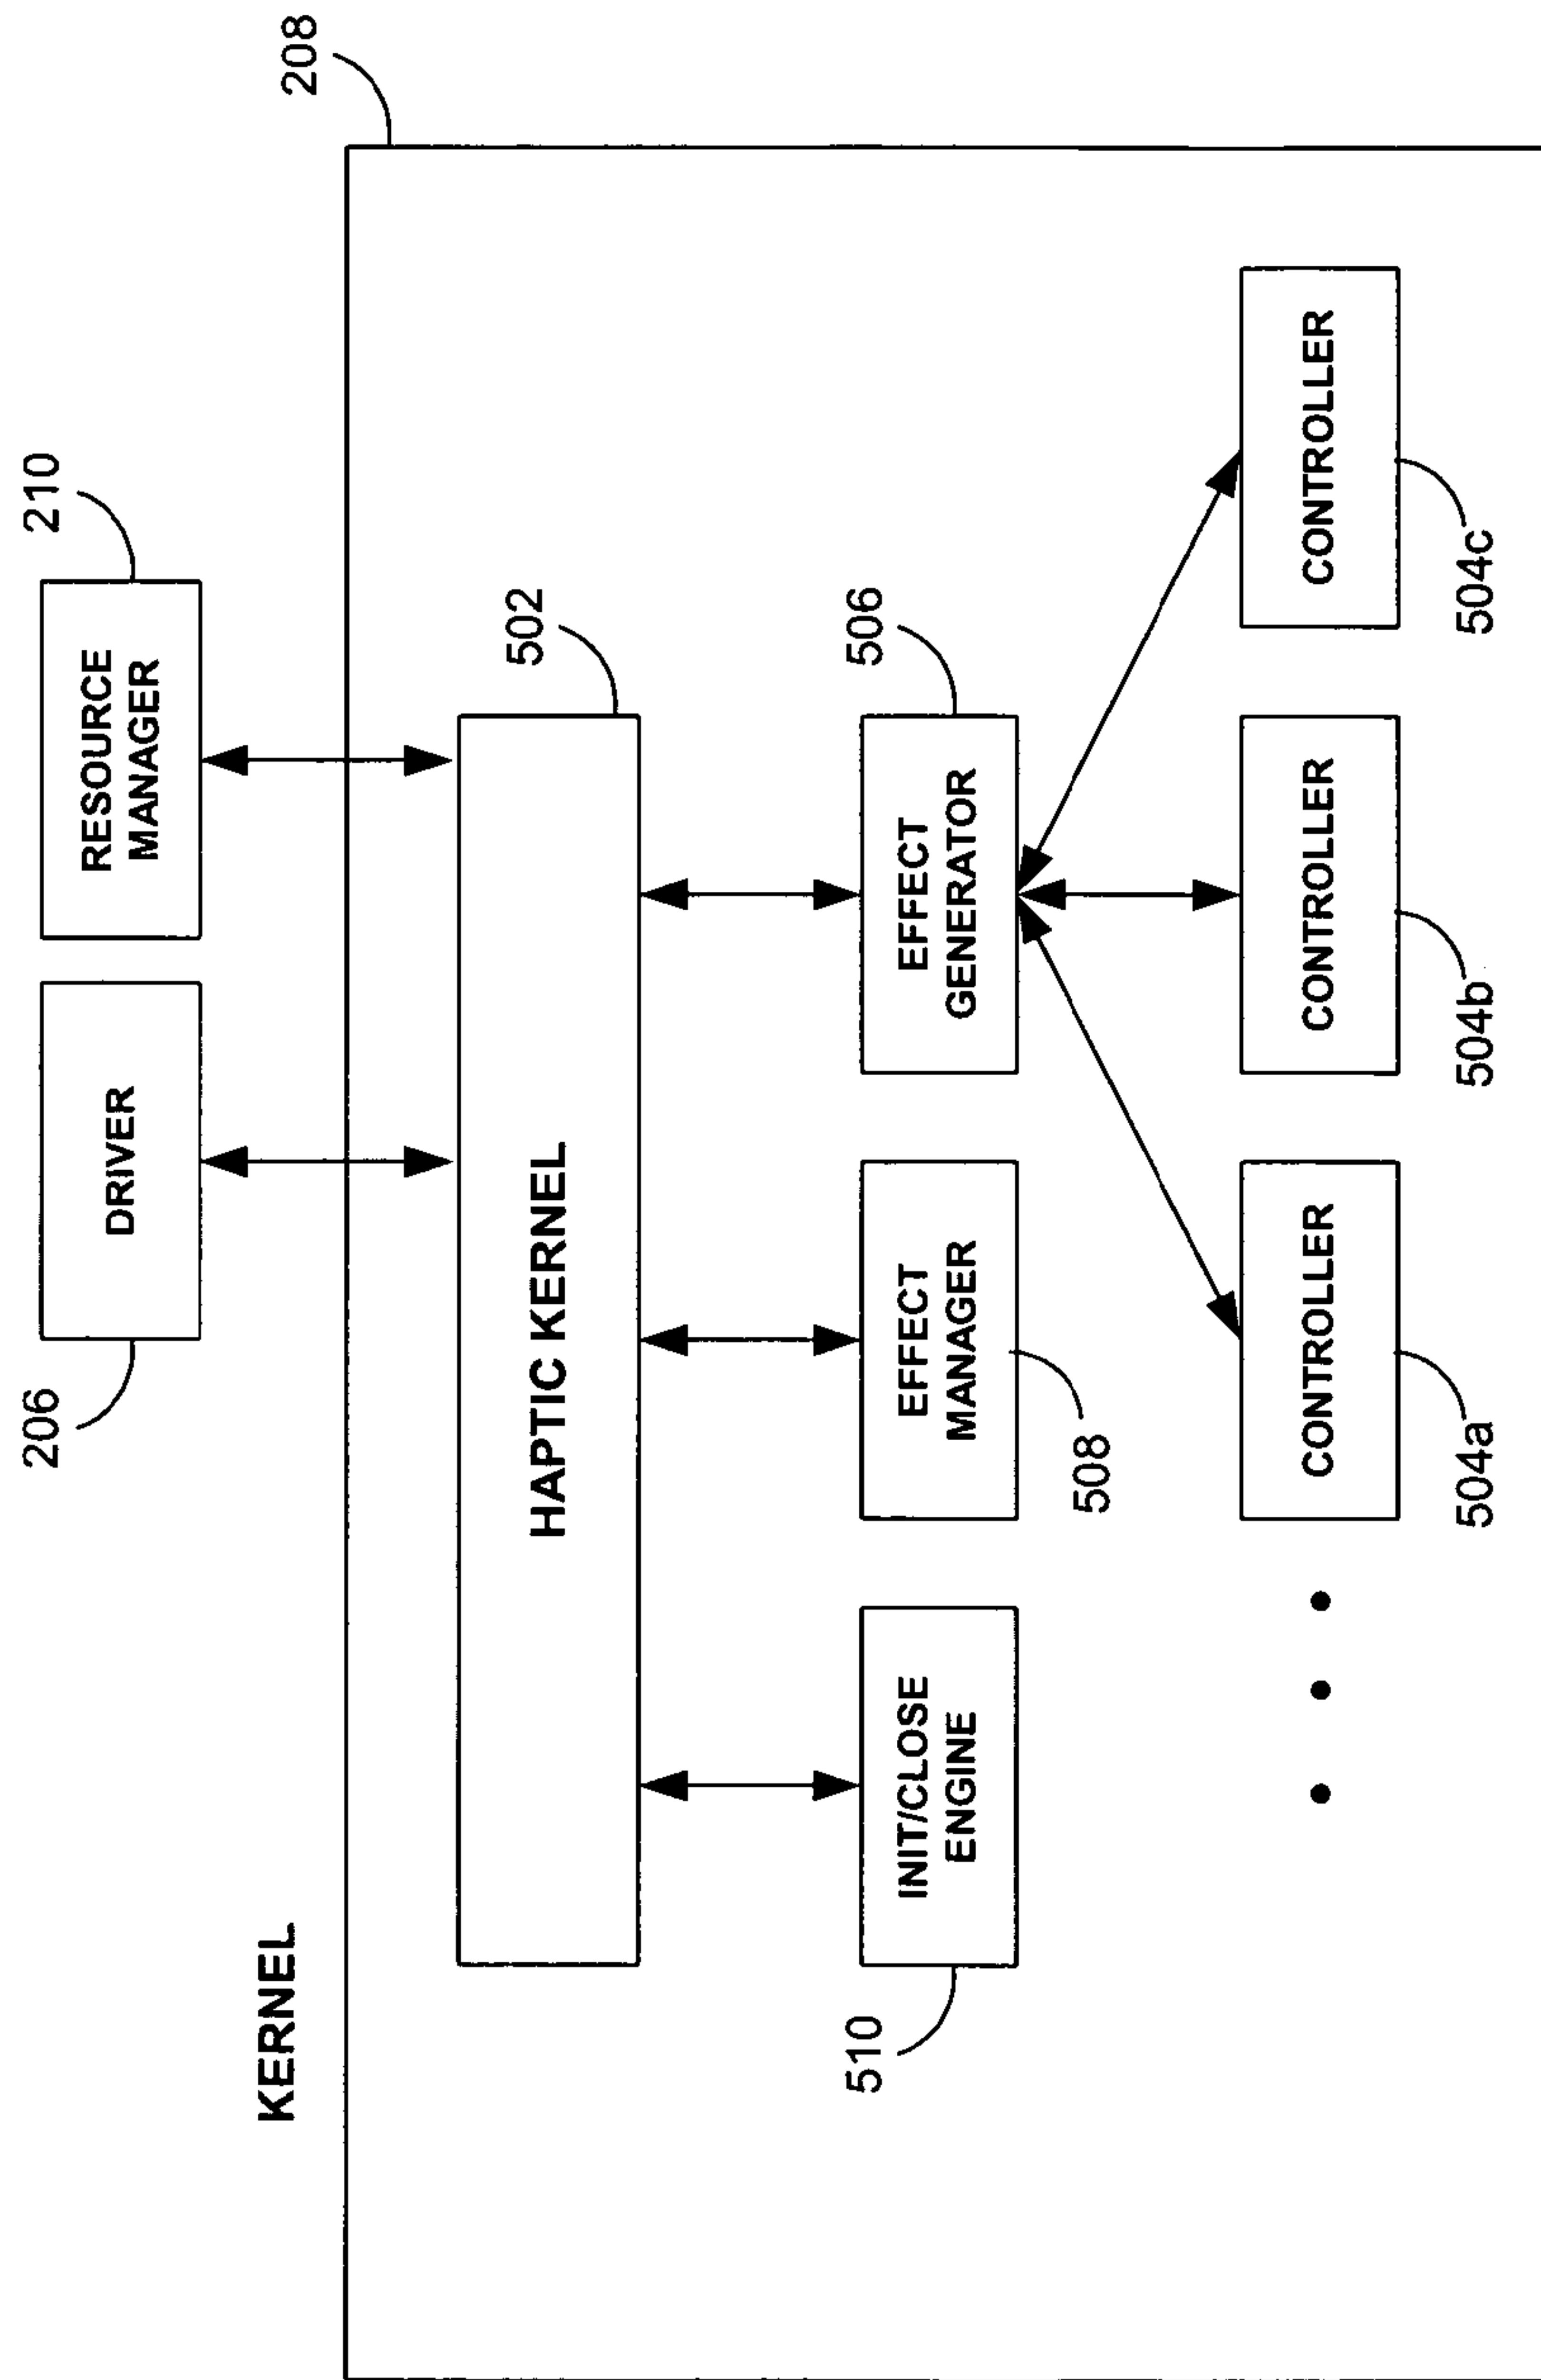 206
DRIVER
RESOURCE
MANAGER
210
KERNEL
208
HAPTIC KERNEL
502
510
INIT/CLOSE
ENGINE
EFFECT
MANAGER
508
EFFECT
GENERATOR
506
CONTROLLER
504a
CONTROLLER
504b
CONTROLLER
504c